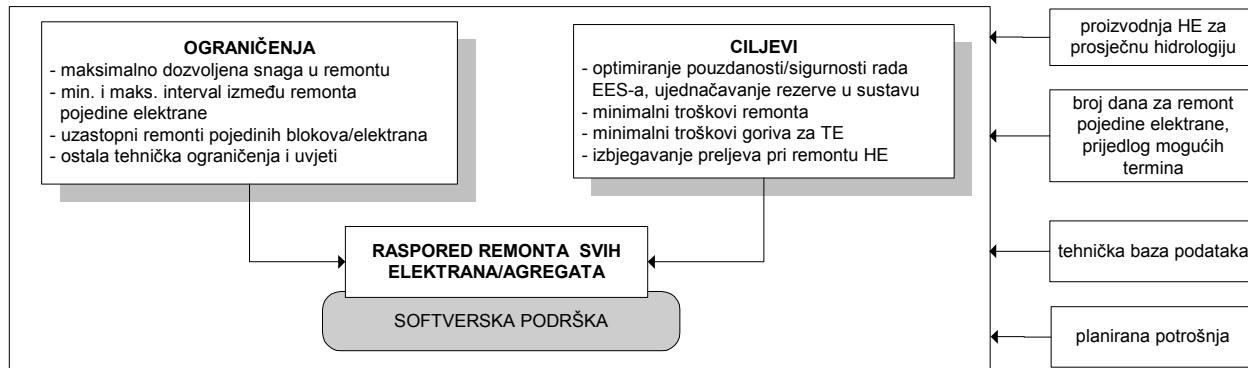 OGRANIČENJA
- maksimalno dozvoljena snaga u remontu
- min. i maks. interval između remonta
pojedine elektrane
- uzastopni remonti pojedinih blokova/elektrana
- ostala tehnička ograničenja i uvjeti
CILJEVI
- optimiranje pouzdanosti/sigurnosti rada
EES-a, ujednačavanje rezerve u sustavu
- minimalni troškovi remonta
- minimalni troškovi goriva za TE
- izbjegavanje preljeva pri remontu HE
RASPORED REMONTA SVIH
ELEKTRANA/AGREGATA
SOFTVERSKA PODRŠKA
proizvodnja HE za
prosječnu hidrologiju
broj dana za remont
pojedine elektrane,
prijedlog mogućih
termina
tehnička baza podataka
planirana potrošnja